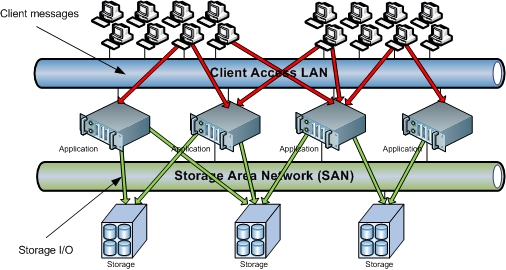 Client messages
Client Access LAN
Application
Application
Application
Application
Storage Area Network (SAN)
Storage I/O
Storage
Storage
Storage